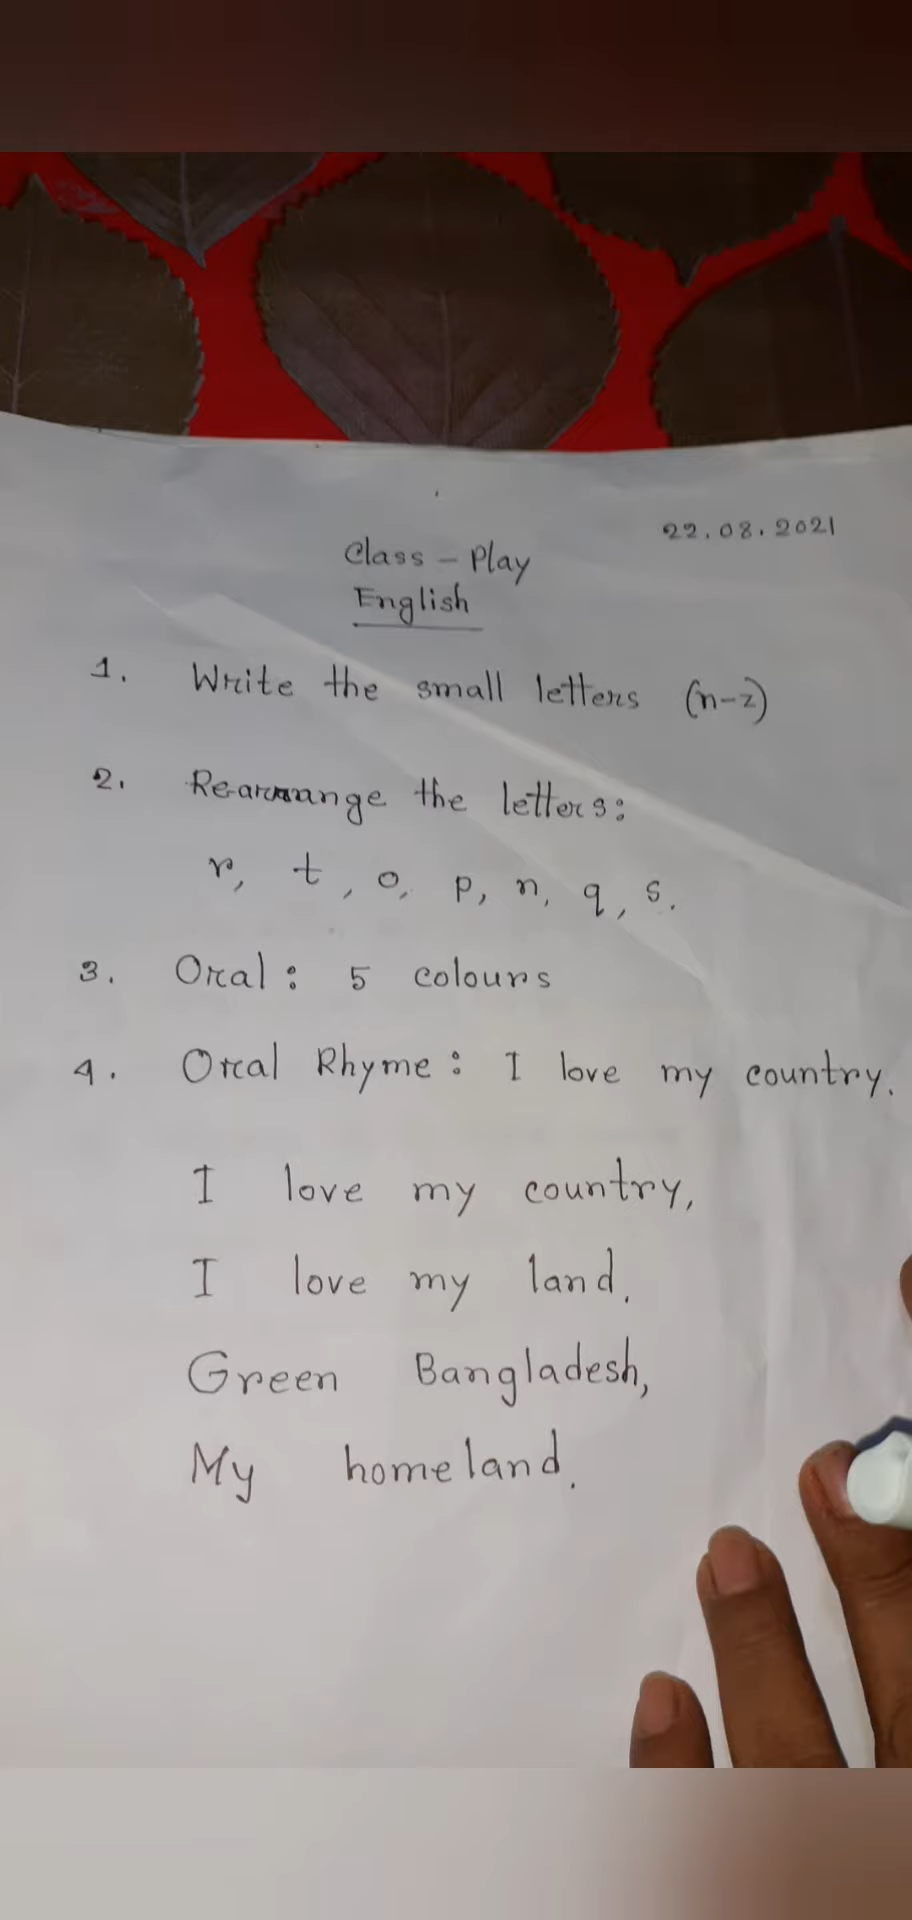 22.08.2021
Class - Play
English
1. Write the small letters (n-z)
2. Rearrange the letters:
r, t, o, p, n, q, s.
3. Oral: 5 colours
4. Oral Rhyme: I love my country.
I love my country,
I love my land.
Green Bangladesh,
My homeland.